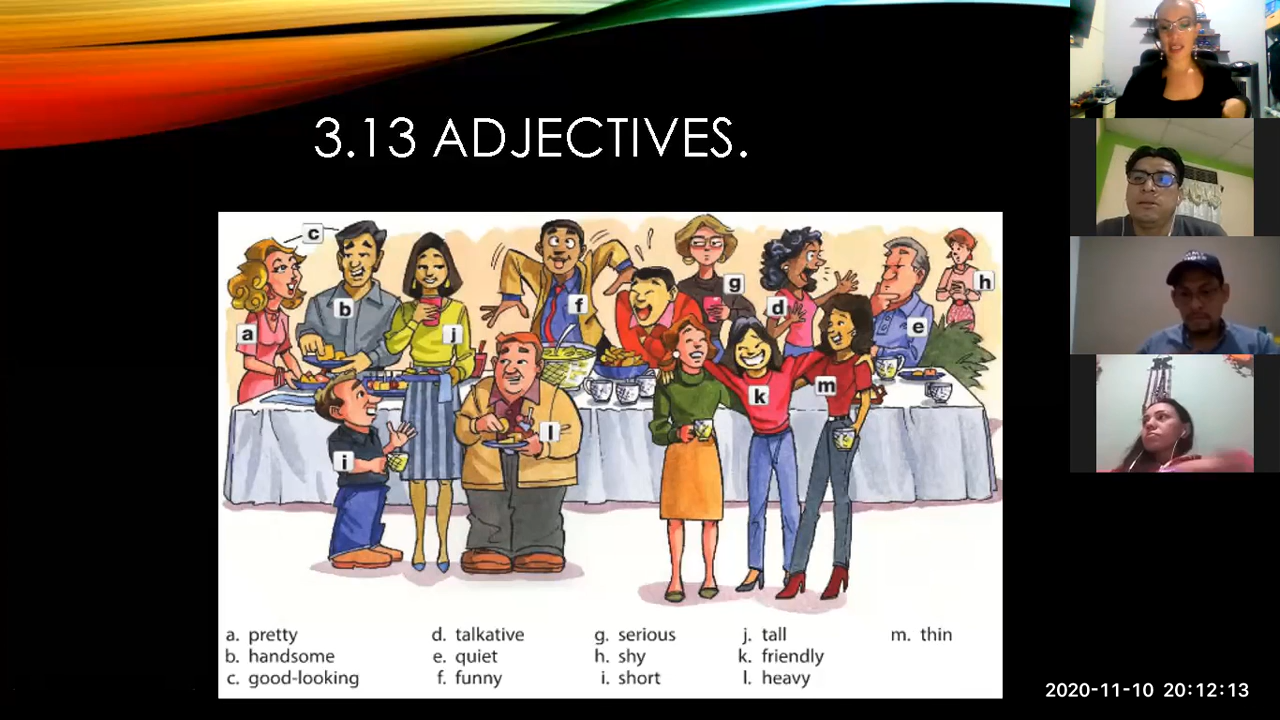 3.13 ADJECTIVES.
c
b
a
j
f
g
d
h
e
i
l
k
m
a. pretty
b. handsome
c. good-looking
d. talkative
e. quiet
f. funny
g. serious
h. shy
i. short
j. tall
k. friendly
l. heavy
m. thin
2020-11-10 20:12:13